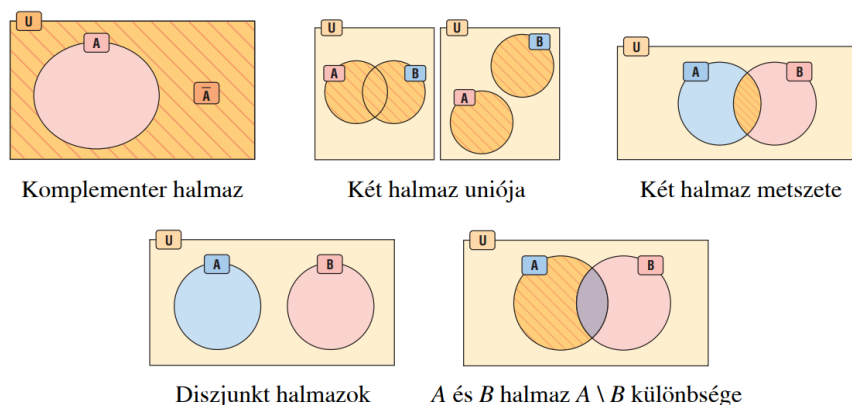 U
A
A̅
Komplementer halmaz
U
A
B
U
B
A
Két halmaz uniója
U
A
B
Két halmaz metszete
U
A
B
Diszjunkt halmazok
U
A
B
A és B halmaz A \ B különbsége